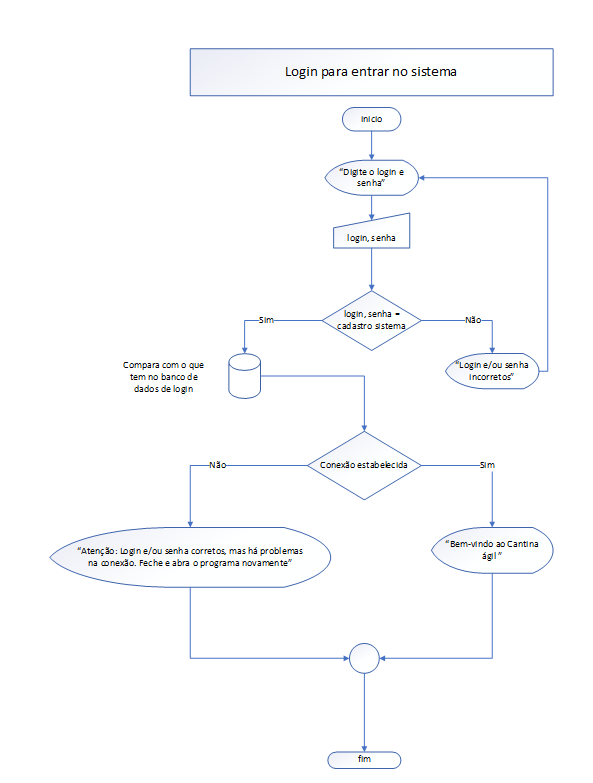 Login para entrar no sistema
início
“Digite o login e
senha”
login, senha
login, senha =
cadastro sistema
Sim
Não
Compara com o que
tem no banco de
dados de login
“Login e/ou senha
incorretos”
Conexão estabelecida
Não
Sim
“Atenção: Login e/ou senha corretos, mas há problemas
na conexão. Feche e abra o programa novamente”
“Bem-vindo ao Cantina
ágil ”
fim